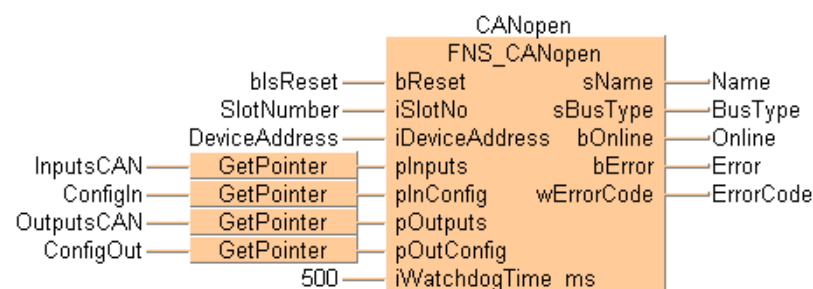 CANopen
FNS_CANopen
bIsReset bReset sName Name
SlotNumber iSlotNo sBusType BusType
DeviceAddress iDeviceAddress bOnline Online
InputsCAN GetPointer pInputs bError Error
ConfigIn GetPointer pInConfig wErrorCode ErrorCode
OutputsCAN GetPointer pOutputs
ConfigOut GetPointer pOutConfig
500 iWatchdogTime_ms